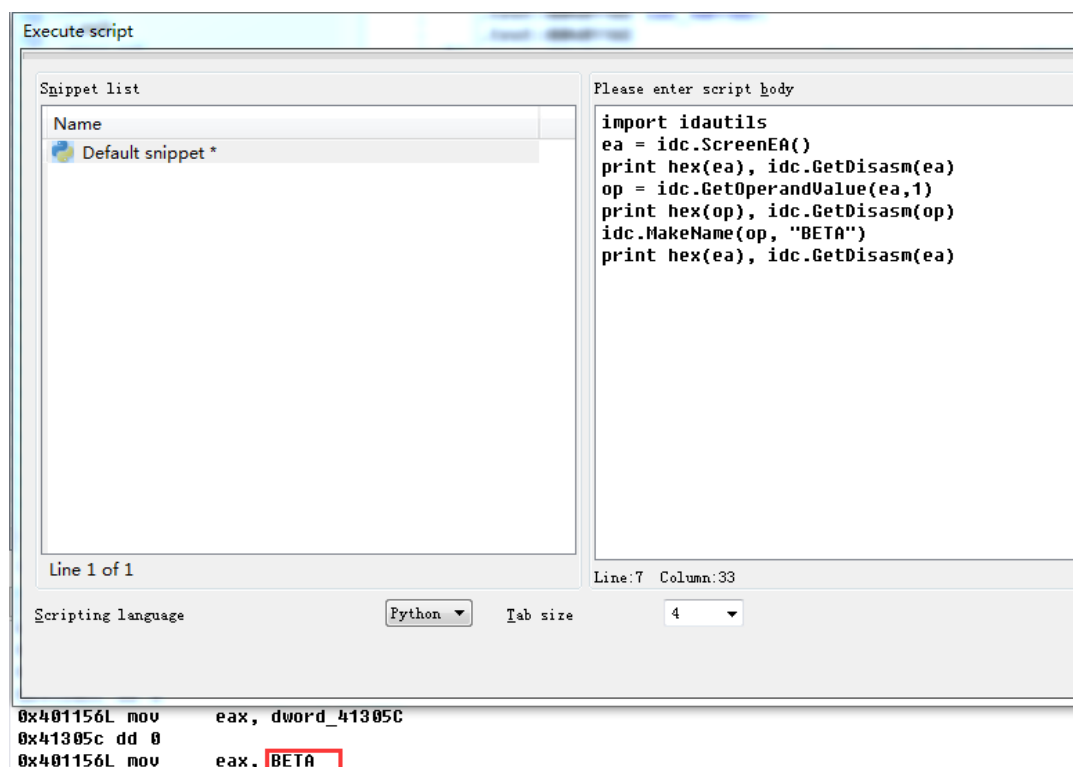 Execute script
Snippet list
Name
Default snippet *
Line 1 of 1
Please enter script body
import idautils
ea = idc.ScreenEA()
print hex(ea), idc.GetDisasm(ea)
op = idc.GetOperandValue(ea,1)
print hex(op), idc.GetDisasm(op)
idc.MakeName(op, "BETA")
print hex(ea), idc.GetDisasm(ea)
Line:7 Column:33
Scripting language Python Tab size 4
0x401156L mov eax, dword_41305C
0x41305c dd 0
0x401156L mov eax, BETA